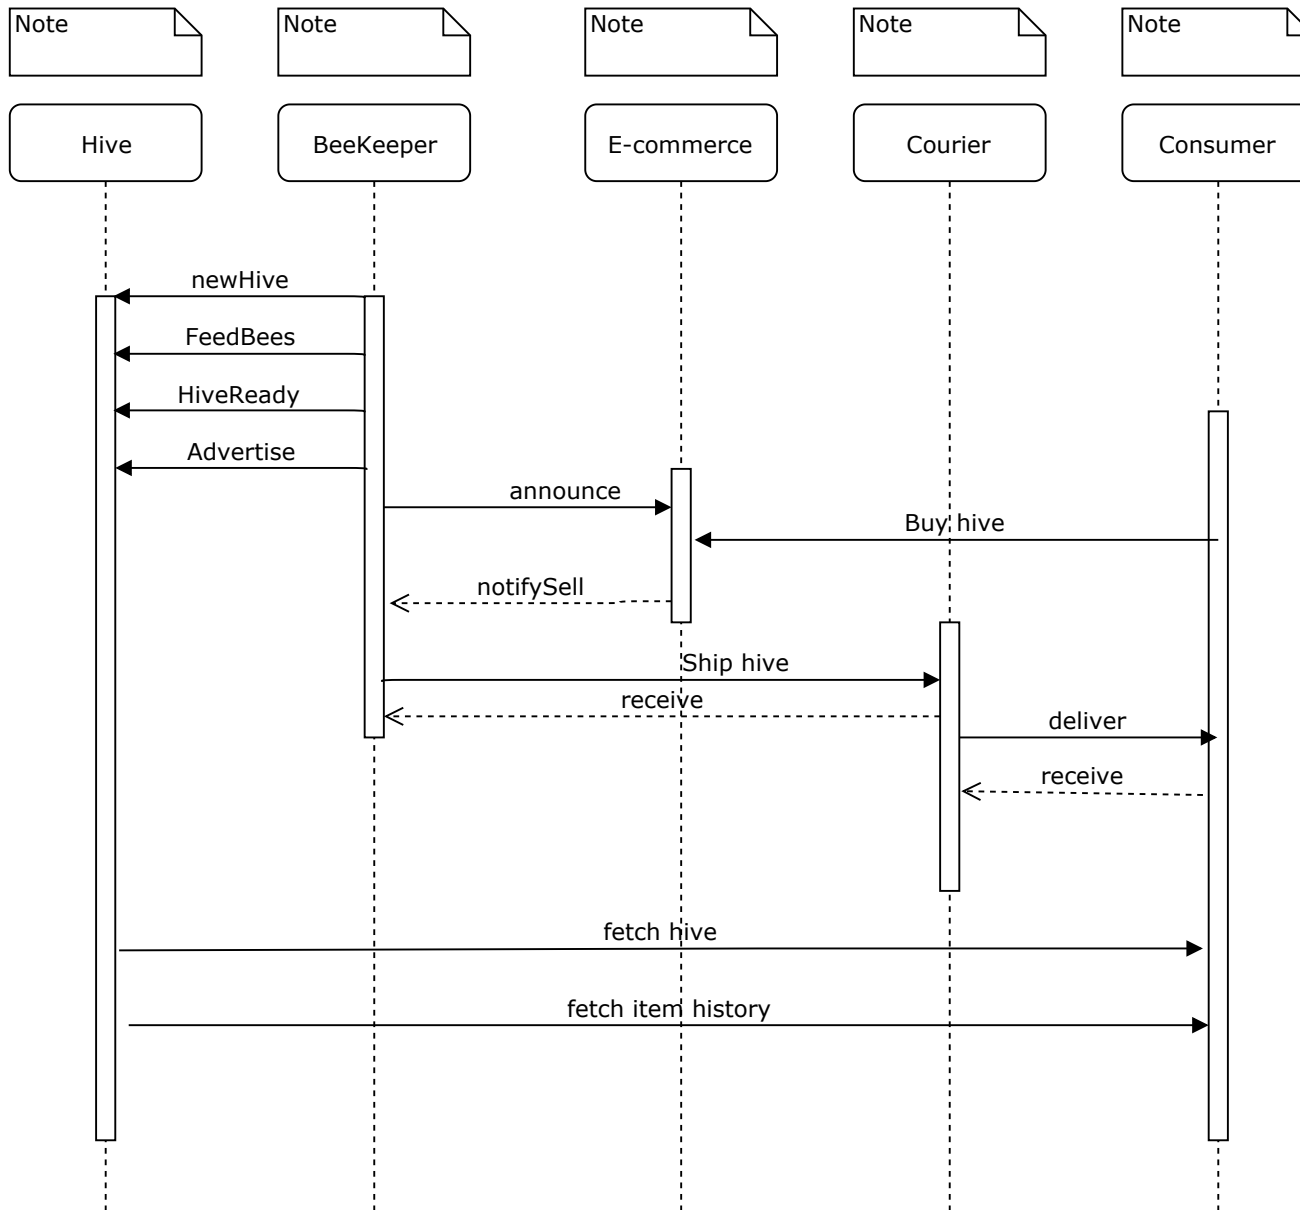 Note
Note
Note
Note
Note
Hive
BeeKeeper
E-commerce
Courier
Consumer
newHive
FeedBees
HiveReady
Advertise
announce
Buy hive
notifySell
Ship hive
receive
deliver
receive
fetch hive
fetch item history